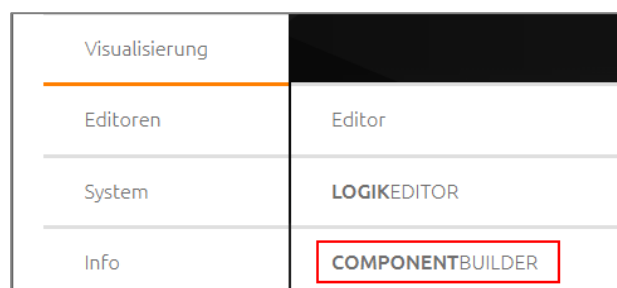 Visualisierung
Editoren
Editor
System
LOGIKEDITOR
Info
COMPONENTBUILDER